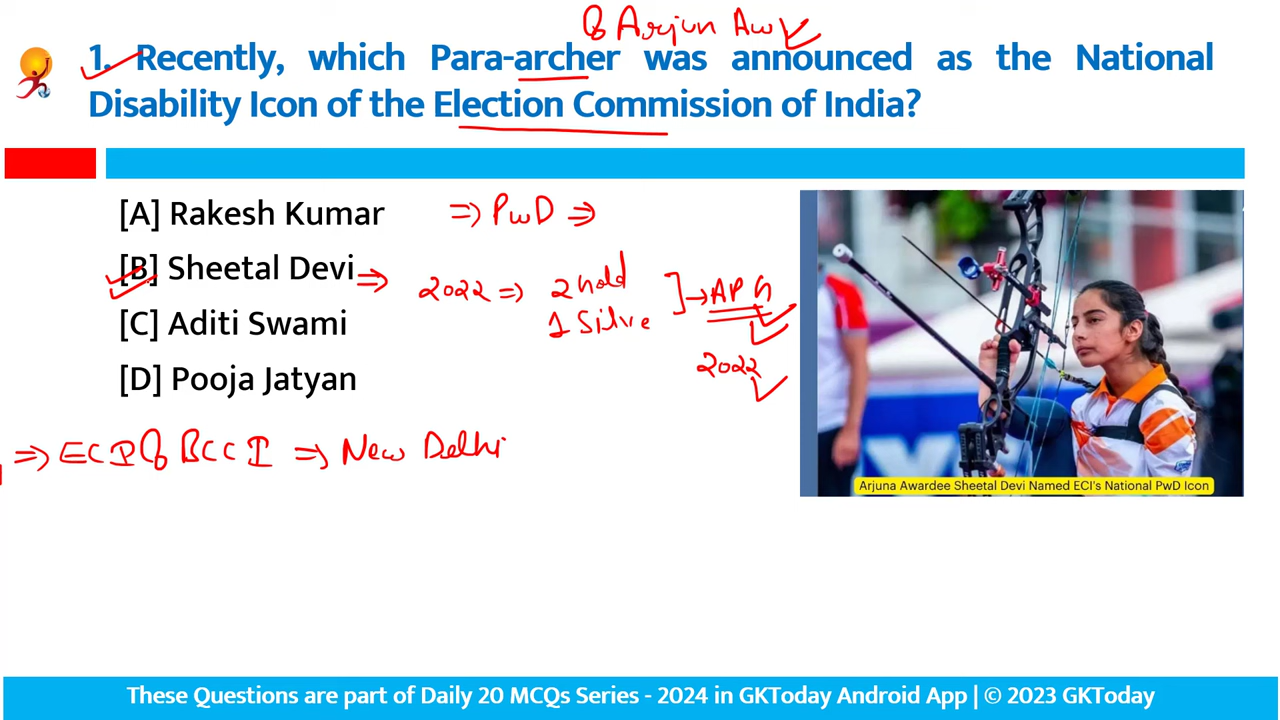 & Arjun Aw
1. Recently, which Para-archer was announced as the National
Disability Icon of the Election Commission of India?
[A] Rakesh Kumar ⇒ PwD ⇒
[B] Sheetal Devi ⇒ 2022 ⇒ 2 Gold
1 Silve → APG
[C] Aditi Swami
2022
[D] Pooja Jatyan
⇒ ECI & BCCI ⇒ New Delhi
Arjuna Awardee Sheetal Devi Named ECI's National PwD Icon
These Questions are part of Daily 20 MCQs Series - 2024 in GKToday Android App | © 2023 GKToday